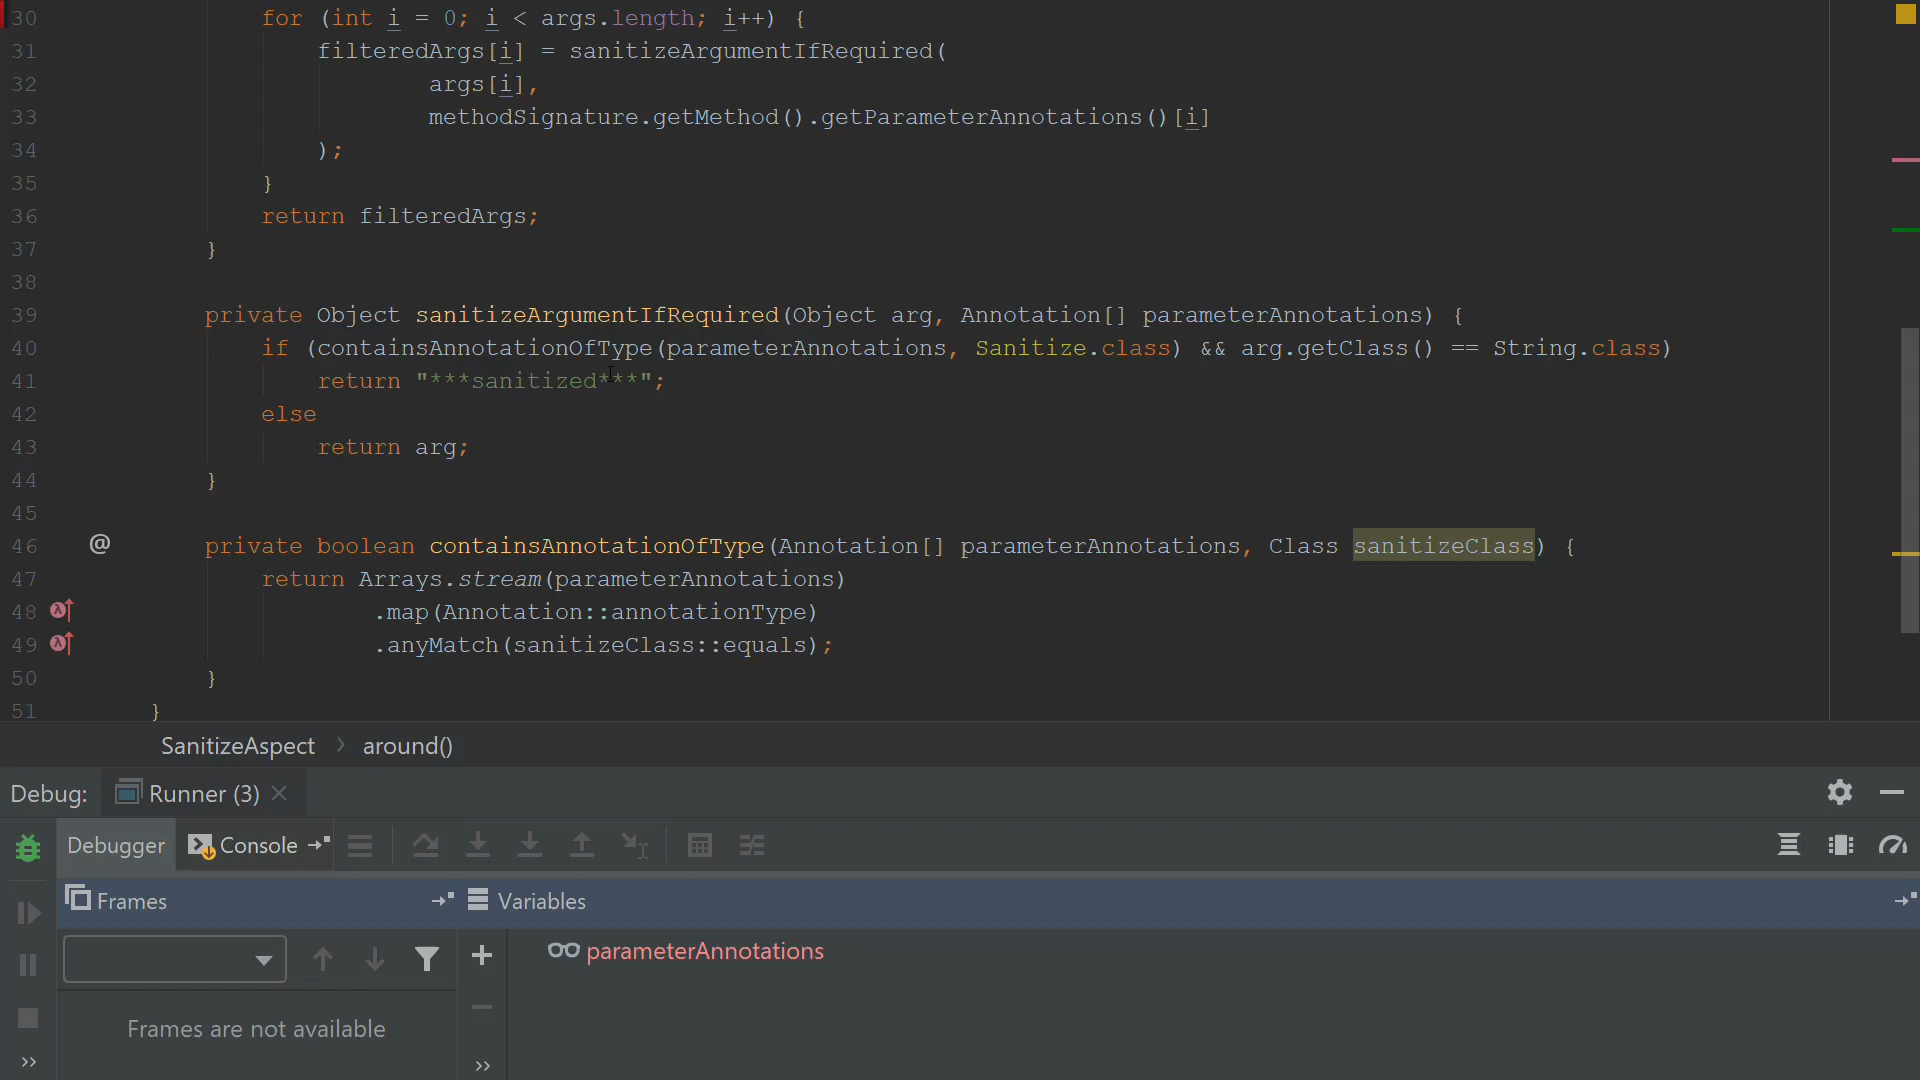 30 for (int i = 0; i < args.length; i++) {
31 filteredArgs[i] = sanitizeArgumentIfRequired(
32 args[i],
33 methodSignature.getMethod().getParameterAnnotations()[i]
34 );
35 }
36 return filteredArgs;
37 }
38
39 private Object sanitizeArgumentIfRequired(Object arg, Annotation[] parameterAnnotations) {
40 if (containsAnnotationOfType(parameterAnnotations, Sanitize.class) && arg.getClass() == String.class)
41 return "***sanitized***";
42 else
43 return arg;
44 }
45
46 @ private boolean containsAnnotationOfType(Annotation[] parameterAnnotations, Class sanitizeClass) {
47 return Arrays.stream(parameterAnnotations)
48 .map(Annotation::annotationType)
49 .anyMatch(sanitizeClass::equals);
50 }
51 }
SanitizeAspect > around()
Debug: Runner (3)
Debugger Console
Frames Variables
parameterAnnotations
Frames are not available